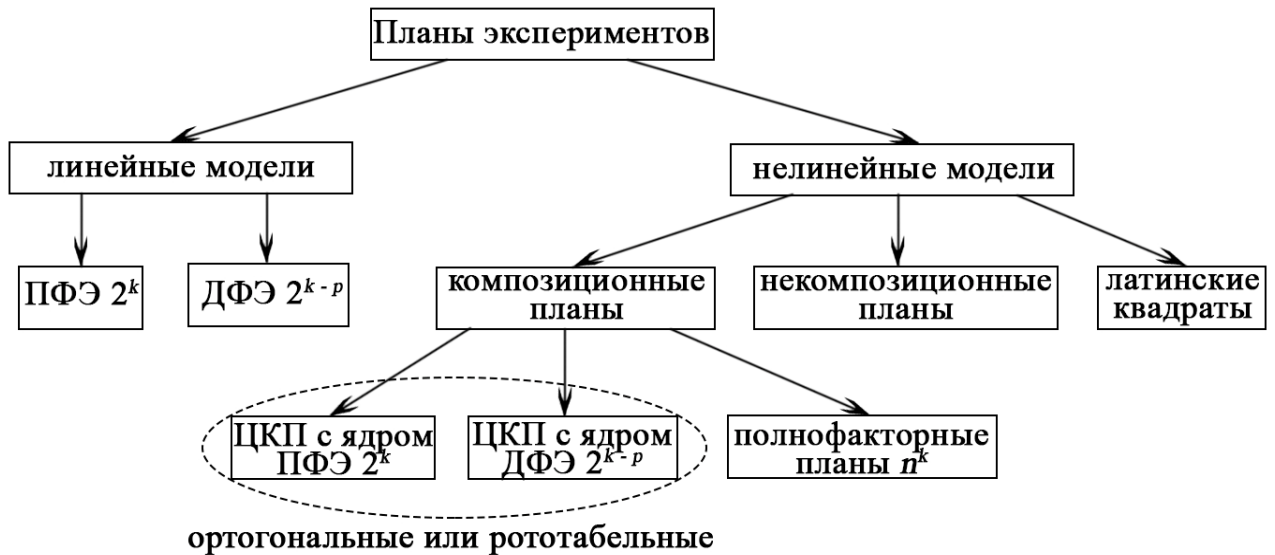 Планы экспериментов
линейные модели
нелинейные модели
ПФЭ 2^k
ДФЭ 2^{k - p}
композиционные
планы
некомпозиционные
планы
латинские
квадраты
ЦКП с ядром
ПФЭ 2^k
ЦКП с ядром
ДФЭ 2^{k - p}
полнофакторные
планы n^k
ортогональные или рототабельные